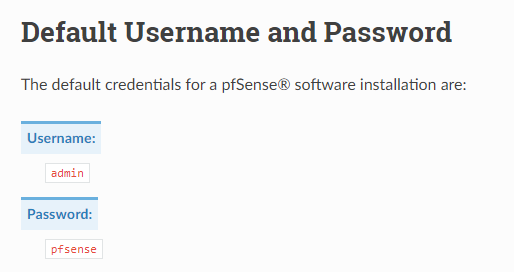 Default Username and Password
The default credentials for a pfSense® software installation are:
Username:
admin
Password:
pfsense